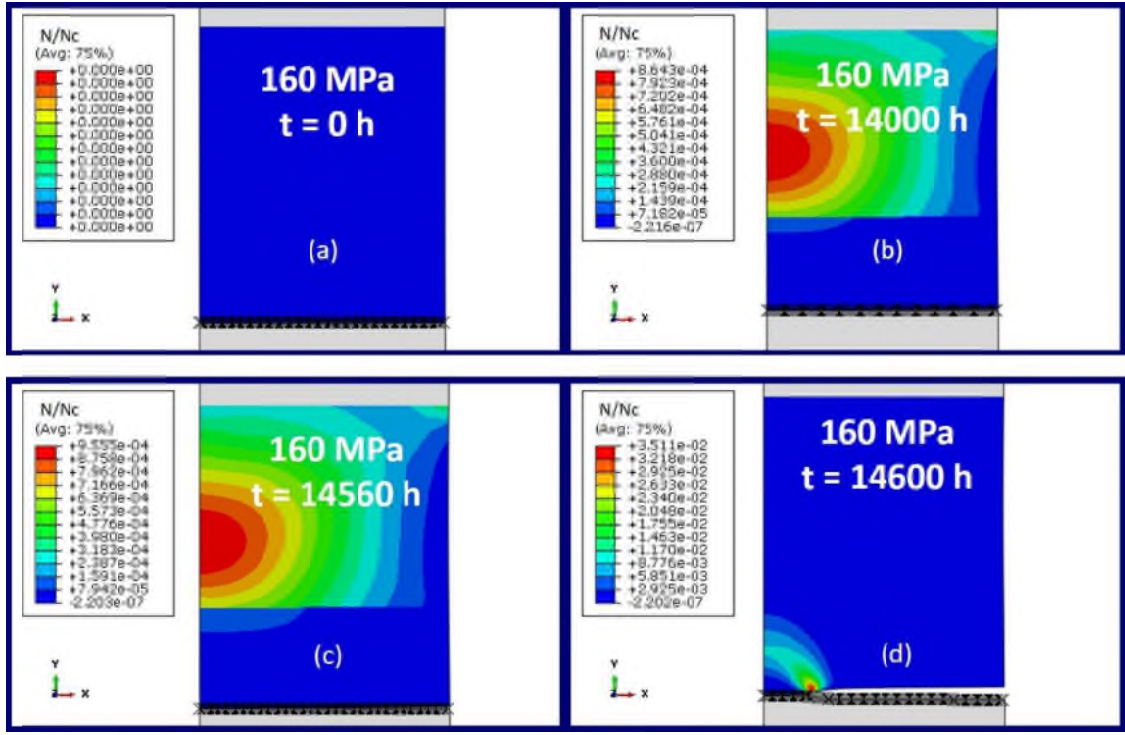 N/Nc
(Avg: 75%)
+0.000e+00
+0.000e+00
+0.000e+00
+0.000e+00
+0.000e+00
+0.000e+00
+0.000e+00
+0.000e+00
+0.000e+00
+0.000e+00
+0.000e+00
+0.000e+00
+0.000e+00
160 MPa
t = 0 h
(a)
Y
Z X
N/Nc
(Avg: 75%)
+8.643e-04
+7.923e-04
+7.202e-04
+6.482e-04
+5.761e-04
+5.041e-04
+4.321e-04
+3.600e-04
+2.880e-04
+2.159e-04
+1.439e-04
+7.182e-05
-2.216e-07
160 MPa
t = 14000 h
(b)
Y
Z X
N/Nc
(Avg: 75%)
+9.555e-04
+8.758e-04
+7.962e-04
+7.166e-04
+6.369e-04
+5.573e-04
+4.776e-04
+3.980e-04
+3.183e-04
+2.387e-04
+1.591e-04
+7.942e-05
-2.203e-07
160 MPa
t = 14560 h
(c)
Y
Z X
N/Nc
(Avg: 75%)
+3.511e-02
+3.218e-02
+2.925e-02
+2.633e-02
+2.340e-02
+2.048e-02
+1.755e-02
+1.463e-02
+1.170e-02
+8.776e-03
+5.851e-03
+2.925e-03
-2.202e-07
160 MPa
t = 14600 h
(d)
Y
Z X